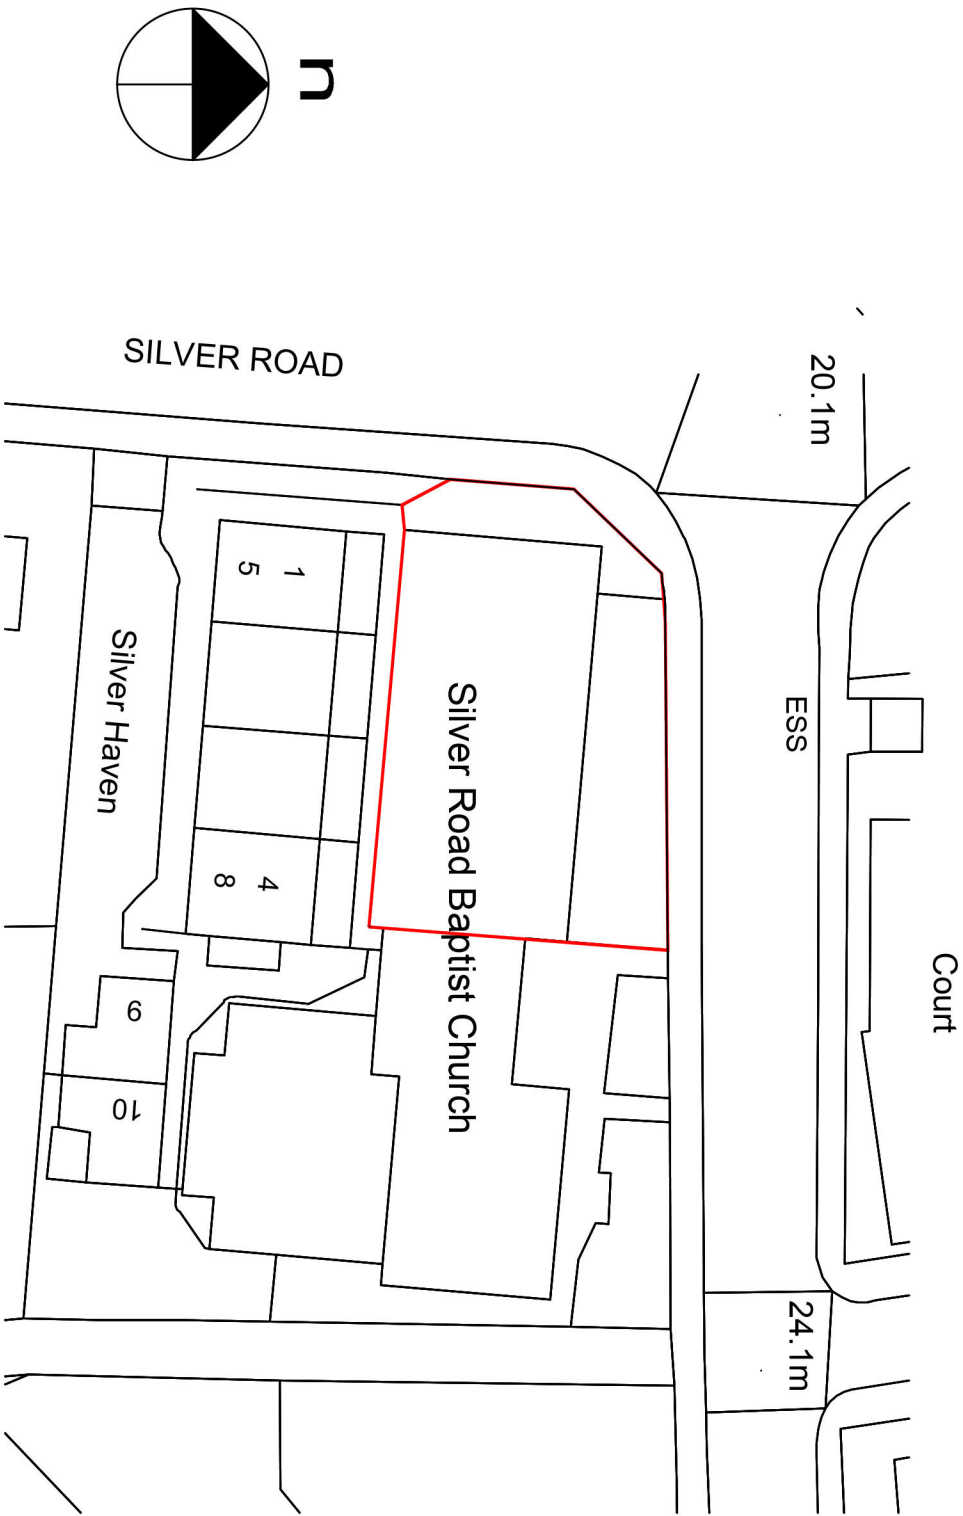 n
SILVER ROAD
20.1m
ESS
Court
1
5
Silver Road Baptist Church
Silver Haven
4
8
9
10
24.1m